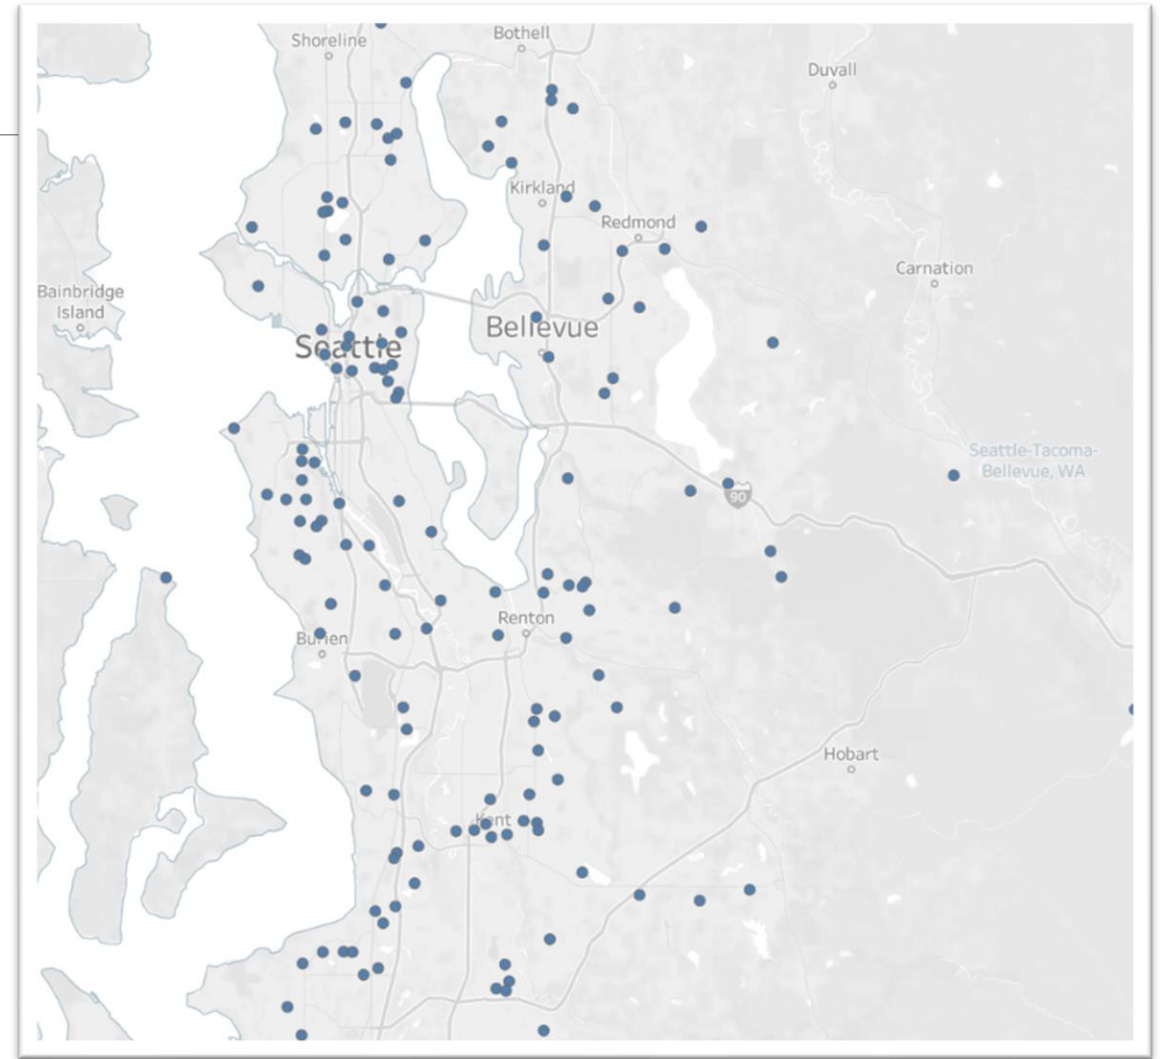 Shoreline
Bothell
Duvall
Kirkland
Redmond
Carnation
Bainbridge
Island
Bellevue
Seattle
Seattle-Tacoma-
Bellevue, WA
90
Renton
Burien
Hobart
Kent